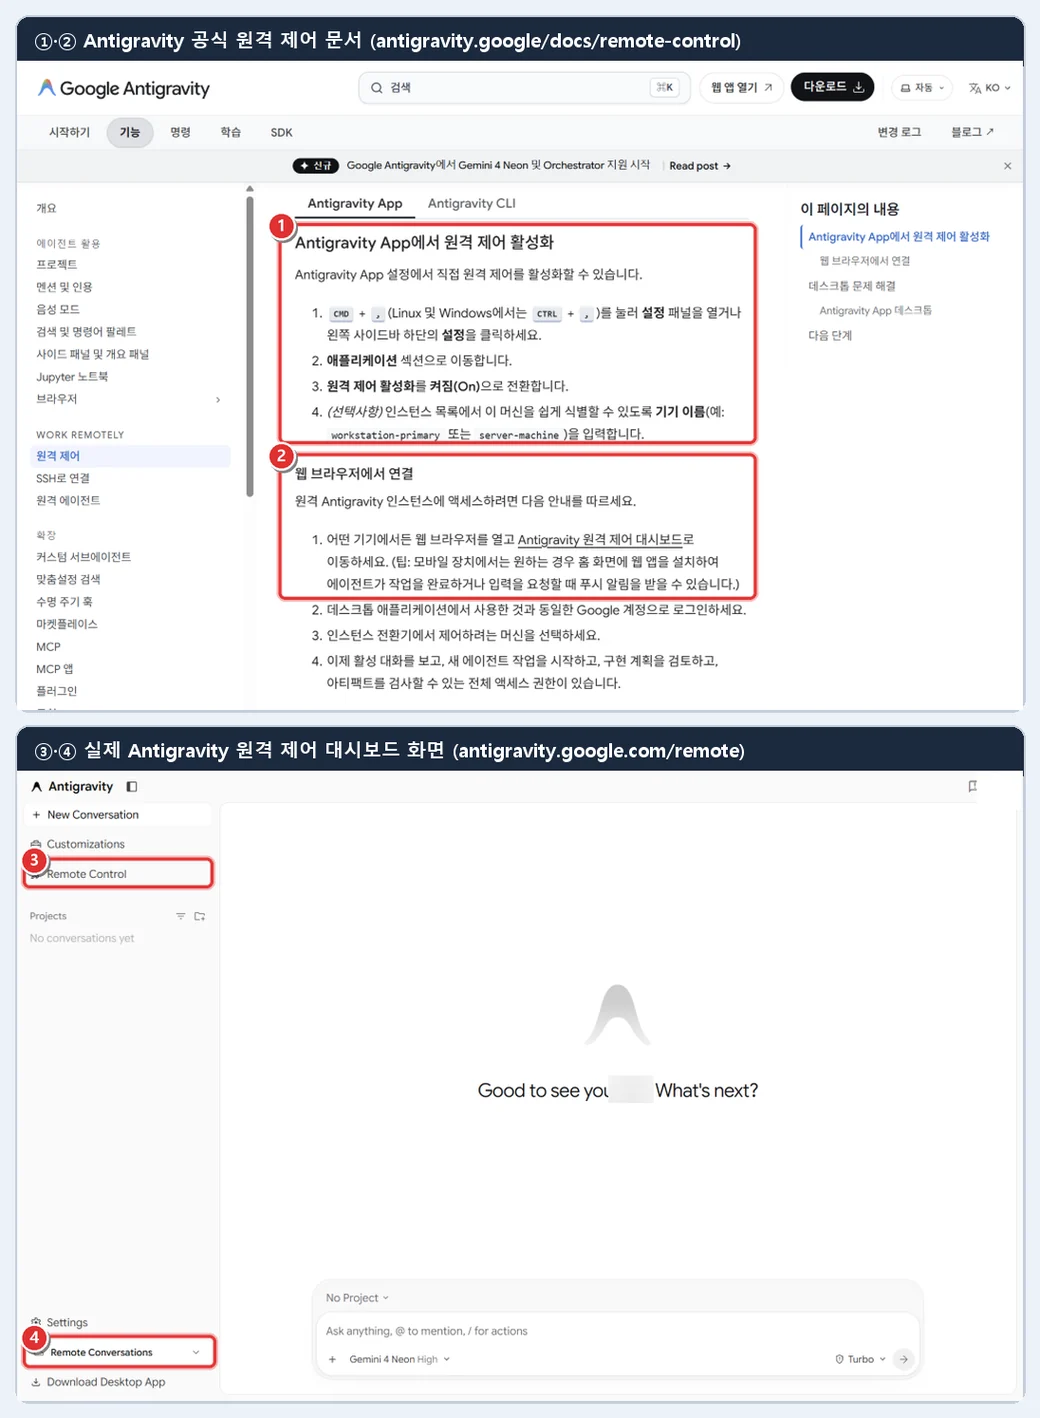 ①·② Antigravity 공식 원격 제어 문서 (antigravity.google/docs/remote-control)
Google Antigravity
검색
⌘K
웹 앱 열기 ↗
다운로드
자동
KO
시작하기
기능
명령
학습
SDK
변경 로그
블로그 ↗
신규
Google Antigravity에서 Gemini 4 Neon 및 Orchestrator 지원 시작
Read post →
개요
에이전트 활용
프로젝트
멘션 및 인용
음성 모드
검색 및 명령어 팔레트
사이드 패널 및 개요 패널
Jupyter 노트북
브라우저
WORK REMOTELY
원격 제어
SSH로 연결
원격 에이전트
확장
커스텀 서브에이전트
맞춤설정 검색
수명 주기 훅
마켓플레이스
MCP
MCP 앱
플러그인
Antigravity App
Antigravity CLI
1
Antigravity App에서 원격 제어 활성화
Antigravity App 설정에서 직접 원격 제어를 활성화할 수 있습니다.
1. CMD + , (Linux 및 Windows에서는 CTRL + , )를 눌러 설정 패널을 열거나
왼쪽 사이드바 하단의 설정을 클릭하세요.
2. 애플리케이션 섹션으로 이동합니다.
3. 원격 제어 활성화를 켜짐(On)으로 전환합니다.
4. (선택사항) 인스턴스 목록에서 이 머신을 쉽게 식별할 수 있도록 기기 이름(예:
workstation-primary 또는 server-machine )을 입력합니다.
2
웹 브라우저에서 연결
원격 Antigravity 인스턴스에 액세스하려면 다음 안내를 따르세요.
1. 어떤 기기에서든 웹 브라우저를 열고 Antigravity 원격 제어 대시보드로
이동하세요. (팁: 모바일 장치에서는 원하는 경우 홈 화면에 웹 앱을 설치하여
에이전트가 작업을 완료하거나 입력을 요청할 때 푸시 알림을 받을 수 있습니다.)
2. 데스크톱 애플리케이션에서 사용한 것과 동일한 Google 계정으로 로그인하세요.
3. 인스턴스 전환기에서 제어하려는 머신을 선택하세요.
4. 이제 활성 대화를 보고, 새 에이전트 작업을 시작하고, 구현 계획을 검토하고,
아티팩트를 검사할 수 있는 전체 액세스 권한이 있습니다.
이 페이지의 내용
Antigravity App에서 원격 제어 활성화
웹 브라우저에서 연결
데스크톱 문제 해결
Antigravity App 데스크톱
다음 단계
③·④ 실제 Antigravity 원격 제어 대시보드 화면 (antigravity.google.com/remote)
Antigravity
+ New Conversation
Customizations
3
Remote Control
Projects
No conversations yet
Good to see you
What's next?
No Project
Ask anything, @ to mention, / for actions
+ Gemini 4 Neon High
Turbo
Settings
4
Remote Conversations
Download Desktop App